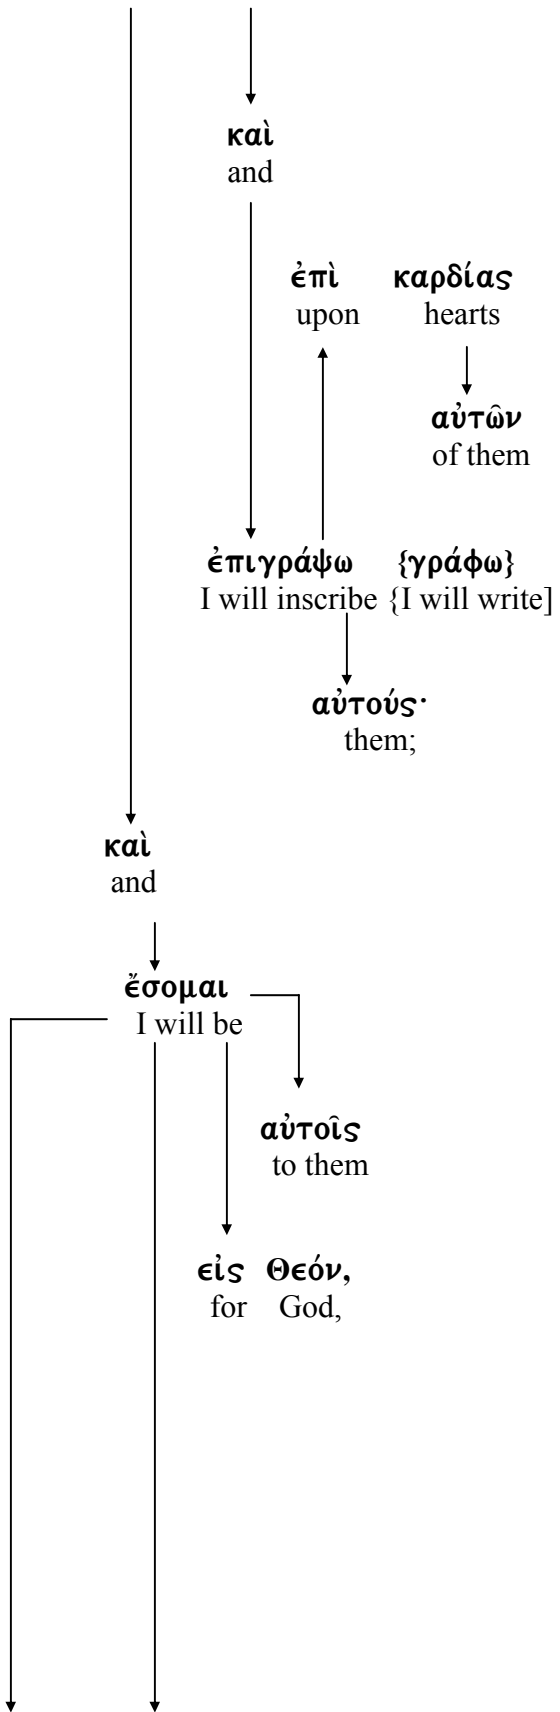 καὶ
and
ἐπὶ καρδίας
upon hearts
αὐτῶν
of them
ἐπιγράψω {γράφω}
I will inscribe {I will write]
αὐτούς·
them;
καὶ
and
ἔσομαι
I will be
αὐτοῖς
to them
εἰς Θεόν,
for God,